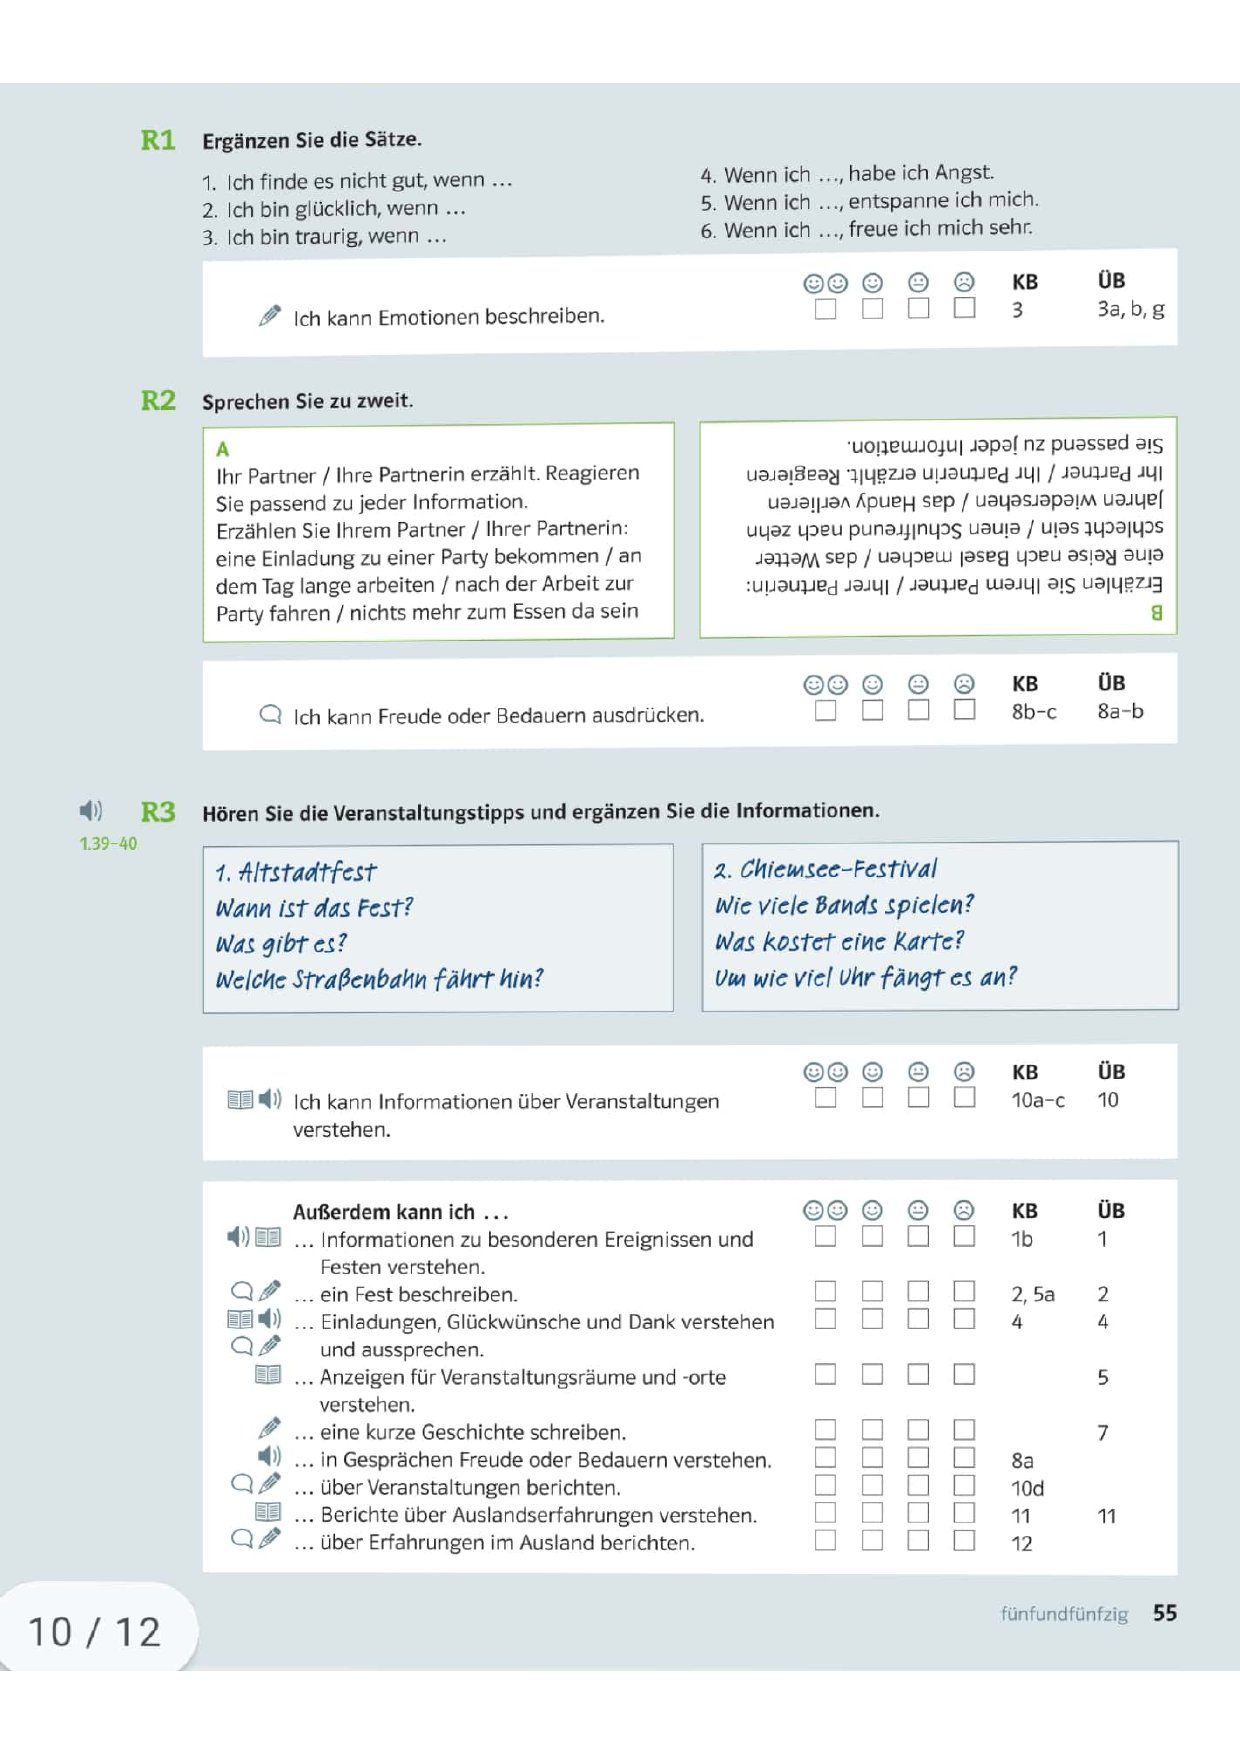 R1 Ergänzen Sie die Sätze.
1. Ich finde es nicht gut, wenn ...
2. Ich bin glücklich, wenn ...
3. Ich bin traurig, wenn ...
4. Wenn ich ..., habe ich Angst.
5. Wenn ich ..., entspanne ich mich.
6. Wenn ich ..., freue ich mich sehr.
KB ÜB
Ich kann Emotionen beschreiben. 3 3a, b, g
R2 Sprechen Sie zu zweit.
A
Ihr Partner / Ihre Partnerin erzählt. Reagieren
Sie passend zu jeder Information.
Erzählen Sie Ihrem Partner / Ihrer Partnerin:
eine Einladung zu einer Party bekommen / an
dem Tag lange arbeiten / nach der Arbeit zur
Party fahren / nichts mehr zum Essen da sein
B
Erzählen Sie Ihrem Partner / Ihrer Partnerin:
eine Reise nach Basel machen / das Wetter
schlecht sein / einen Schulfreund nach zehn
Jahren wiedersehen / das Handy verlieren
Ihr Partner / Ihr Partnerin erzählt. Reagieren
Sie passend zu jeder Information.
KB ÜB
Ich kann Freude oder Bedauern ausdrücken. 8b–c 8a–b
R3 Hören Sie die Veranstaltungstipps und ergänzen Sie die Informationen.
1.39–40
1. Altstadtfest
Wann ist das Fest?
Was gibt es?
Welche Straßenbahn fährt hin?
2. Chiemsee-Festival
Wie viele Bands spielen?
Was kostet eine Karte?
Um wie viel Uhr fängt es an?
KB ÜB
Ich kann Informationen über Veranstaltungen 10a–c 10
verstehen.
Außerdem kann ich ... KB ÜB
... Informationen zu besonderen Ereignissen und 1b 1
Festen verstehen.
... ein Fest beschreiben. 2, 5a 2
... Einladungen, Glückwünsche und Dank verstehen 4 4
und aussprechen.
... Anzeigen für Veranstaltungsräume und -orte 5
verstehen.
... eine kurze Geschichte schreiben. 7
... in Gesprächen Freude oder Bedauern verstehen. 8a
... über Veranstaltungen berichten. 10d
... Berichte über Auslandserfahrungen verstehen. 11 11
... über Erfahrungen im Ausland berichten. 12
fünfundfünfzig 55
10 / 12